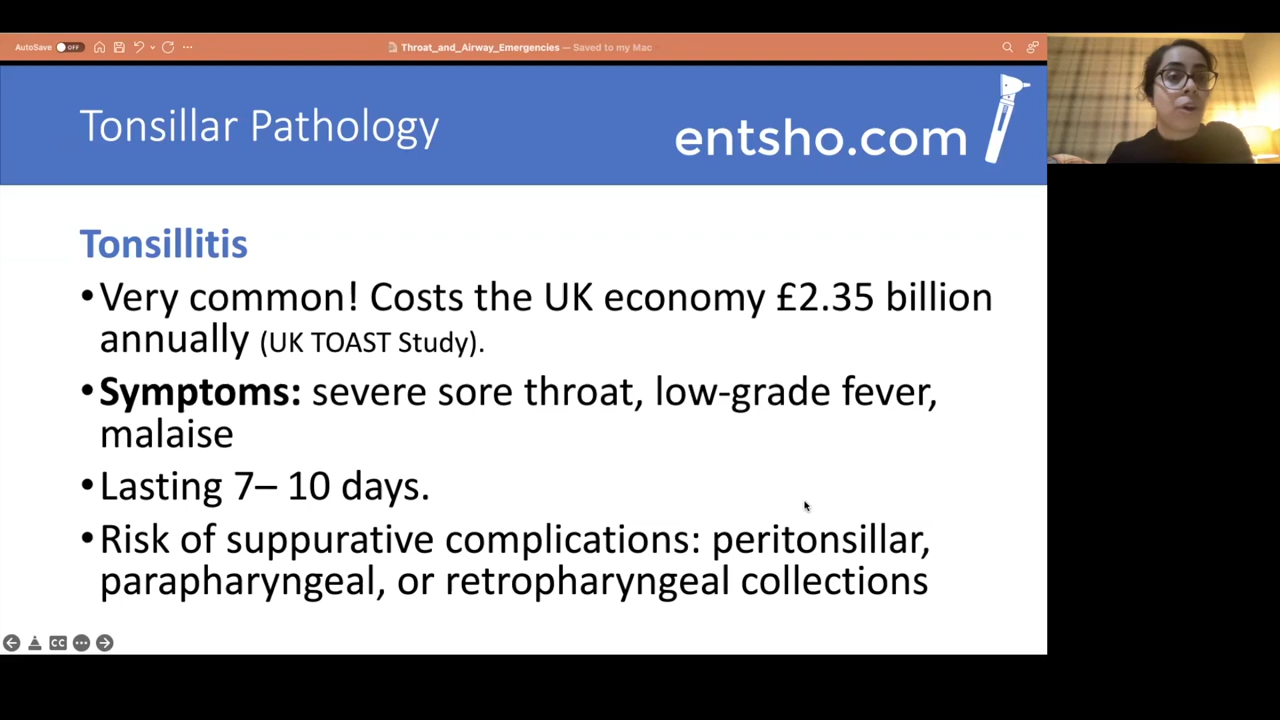 AutoSave OFF
Throat_and_Airway_Emergencies — Saved to my Mac
Tonsillar Pathology
entsho.com
Tonsillitis
•Very common! Costs the UK economy £2.35 billion
annually (UK TOAST Study).
•Symptoms: severe sore throat, low-grade fever,
malaise
•Lasting 7– 10 days.
•Risk of suppurative complications: peritonsillar,
parapharyngeal, or retropharyngeal collections
CC